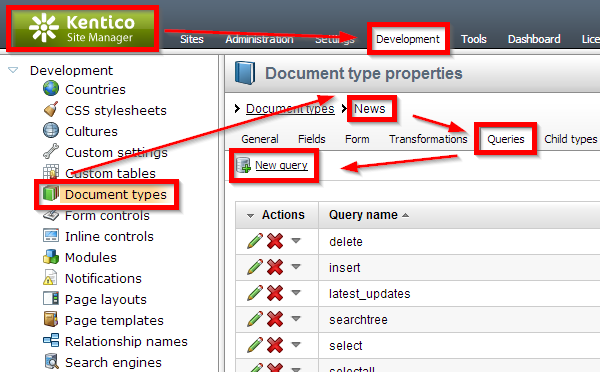 Kentico
Site Manager
Sites Administration Settings Development Tools Dashboard
Development
Countries
CSS stylesheets
Cultures
Custom settings
Custom tables
Document types
Form controls
Inline controls
Modules
Notifications
Page layouts
Page templates
Relationship names
Search engines
Document type properties
Document types News
General Fields Form Transformations Queries Child types
New query
Actions Query name
delete
insert
latest_updates
searchtree
select
selectall